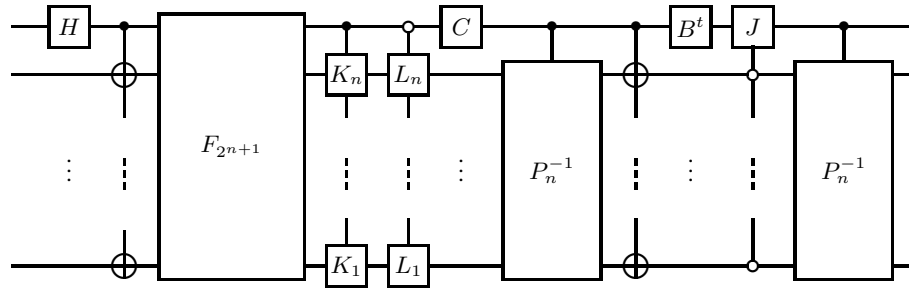 H C B^t J
K_n L_n
F_{2^{n+1}} P_n^{-1} P_n^{-1}
⋮ ⋮ ⋮
K_1 L_1